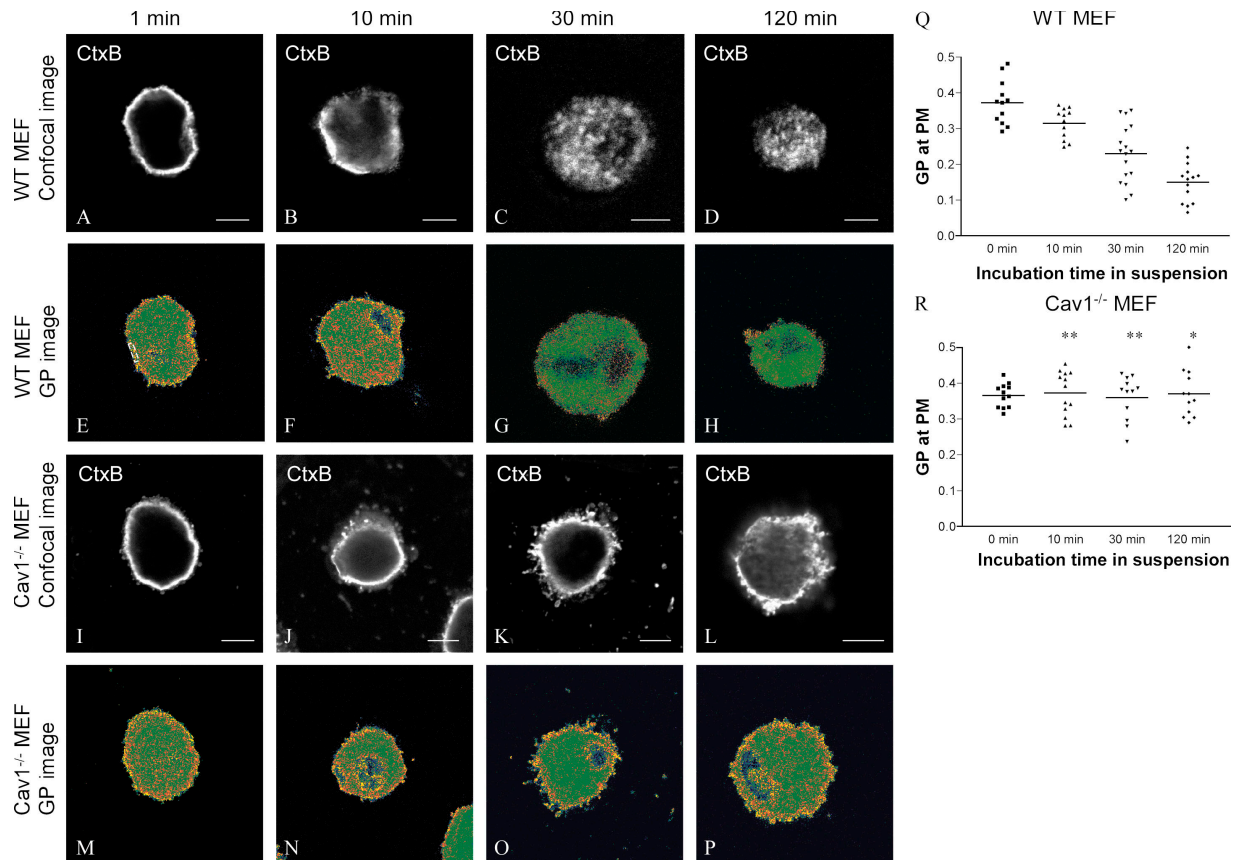 1 min 10 min 30 min 120 min
WT MEF
Confocal image
CtxB CtxB CtxB CtxB
A B C D
WT MEF
GP image
E F G H
Cav1-/- MEF
Confocal image
CtxB CtxB CtxB CtxB
I J K L
Cav1-/- MEF
GP image
M N O P
Q WT MEF
GP at PM
0.5
0.4
0.3
0.2
0.1
0.0
0 min 10 min 30 min 120 min
Incubation time in suspension
R Cav1-/- MEF
** ** *
GP at PM
0.5
0.4
0.3
0.2
0.1
0.0
0 min 10 min 30 min 120 min
Incubation time in suspension